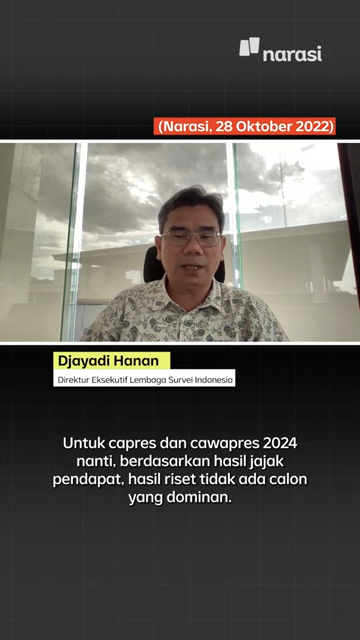 narasi
(Narasi, 28 Oktober 2022)
Djayadi Hanan
Direktur Eksekutif Lembaga Survei Indonesia
Untuk capres dan cawapres 2024
nanti, berdasarkan hasil jajak
pendapat, hasil riset tidak ada calon
yang dominan.